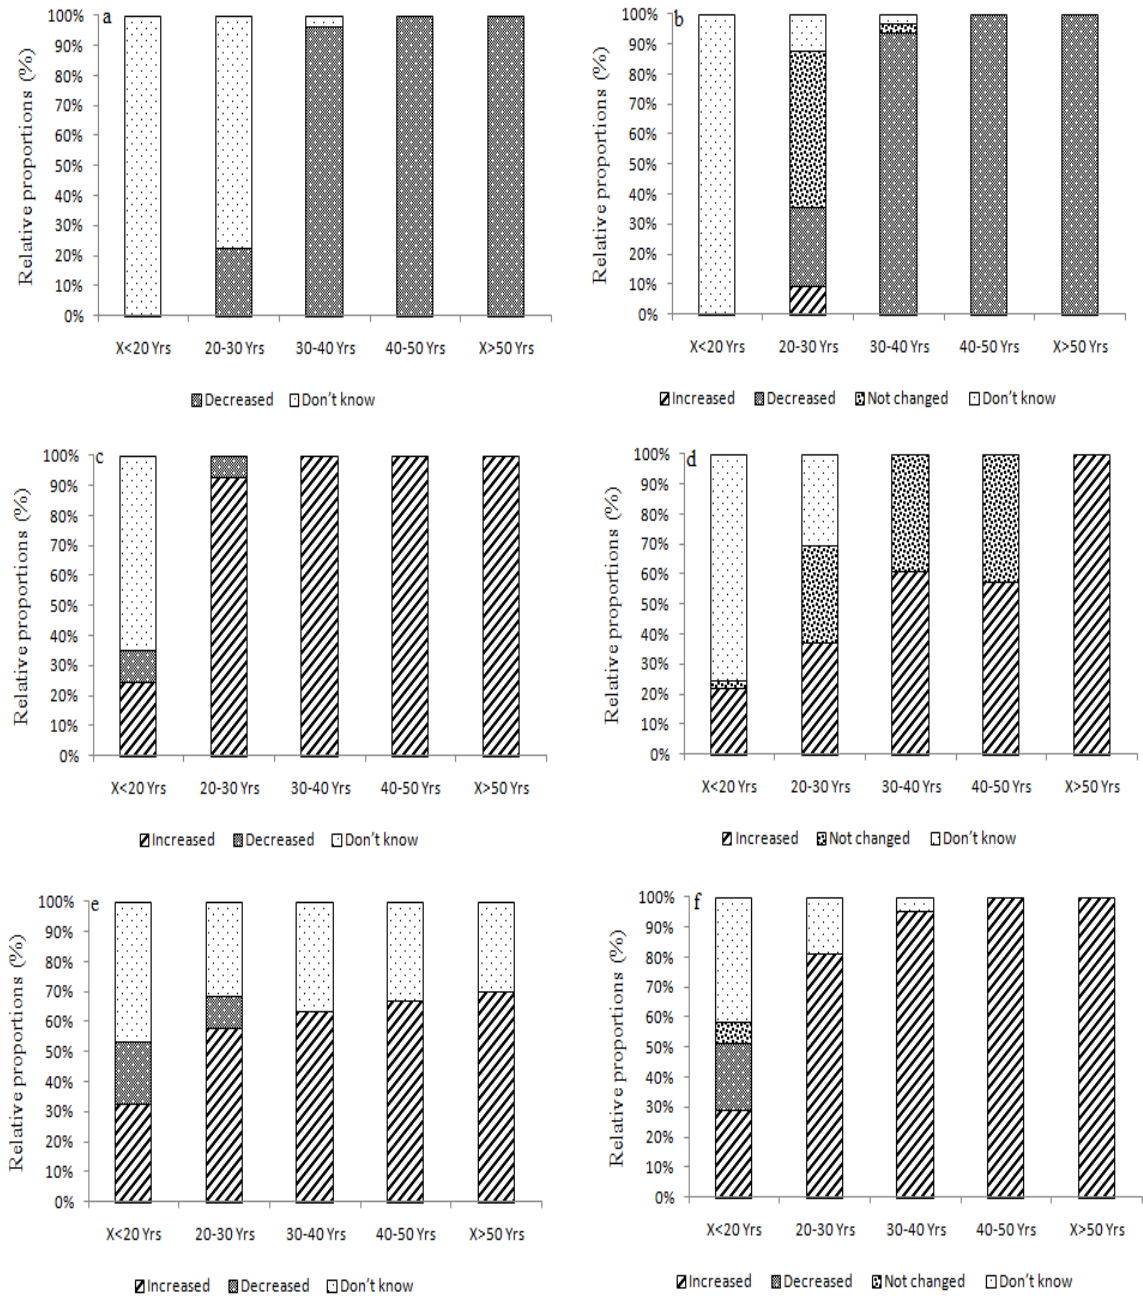 a
Relative proportions (%)
100%
90%
80%
70%
60%
50%
40%
30%
20%
10%
0%
X<20 Yrs 20-30 Yrs 30-40 Yrs 40-50 Yrs X>50 Yrs
Decreased Don't know
b
Relative proportions (%)
100%
90%
80%
70%
60%
50%
40%
30%
20%
10%
0%
X<20 Yrs 20-30 Yrs 30-40 Yrs 40-50 Yrs X>50 Yrs
Increased Decreased Not changed Don't know
c
Relative proportions (%)
100%
90%
80%
70%
60%
50%
40%
30%
20%
10%
0%
X<20 Yrs 20-30 Yrs 30-40 Yrs 40-50 Yrs X>50 Yrs
Increased Decreased Don't know
d
Relative proportions (%)
100%
90%
80%
70%
60%
50%
40%
30%
20%
10%
0%
X<20 Yrs 20-30 Yrs 30-40 Yrs 40-50 Yrs X>50 Yrs
Increased Not changed Don't know
e
Relative proportions (%)
100%
90%
80%
70%
60%
50%
40%
30%
20%
10%
0%
X<20 Yrs 20-30 Yrs 30-40 Yrs 40-50 Yrs X>50 Yrs
Increased Decreased Don't know
f
Relative proportions (%)
100%
90%
80%
70%
60%
50%
40%
30%
20%
10%
0%
X<20 Yrs 20-30 Yrs 30-40 Yrs 40-50 Yrs X>50 Yrs
Increased Decreased Not changed Don't know